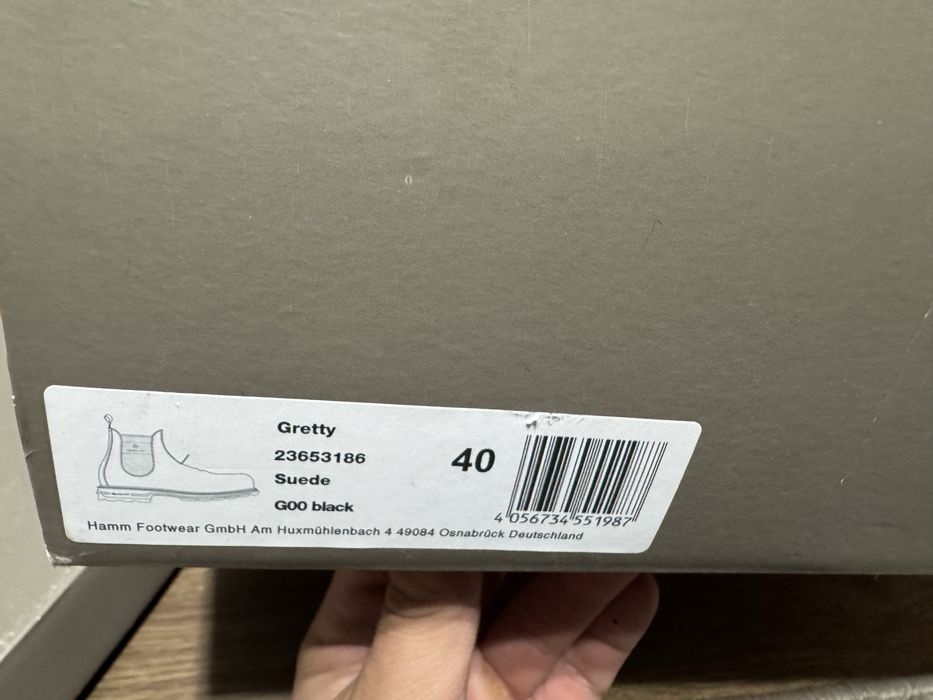 Gretty
23653186
Suede
G00 black
40
4 056734 551987
Hamm Footwear GmbH Am Huxmühlenbach 4 49084 Osnabrück Deutschland